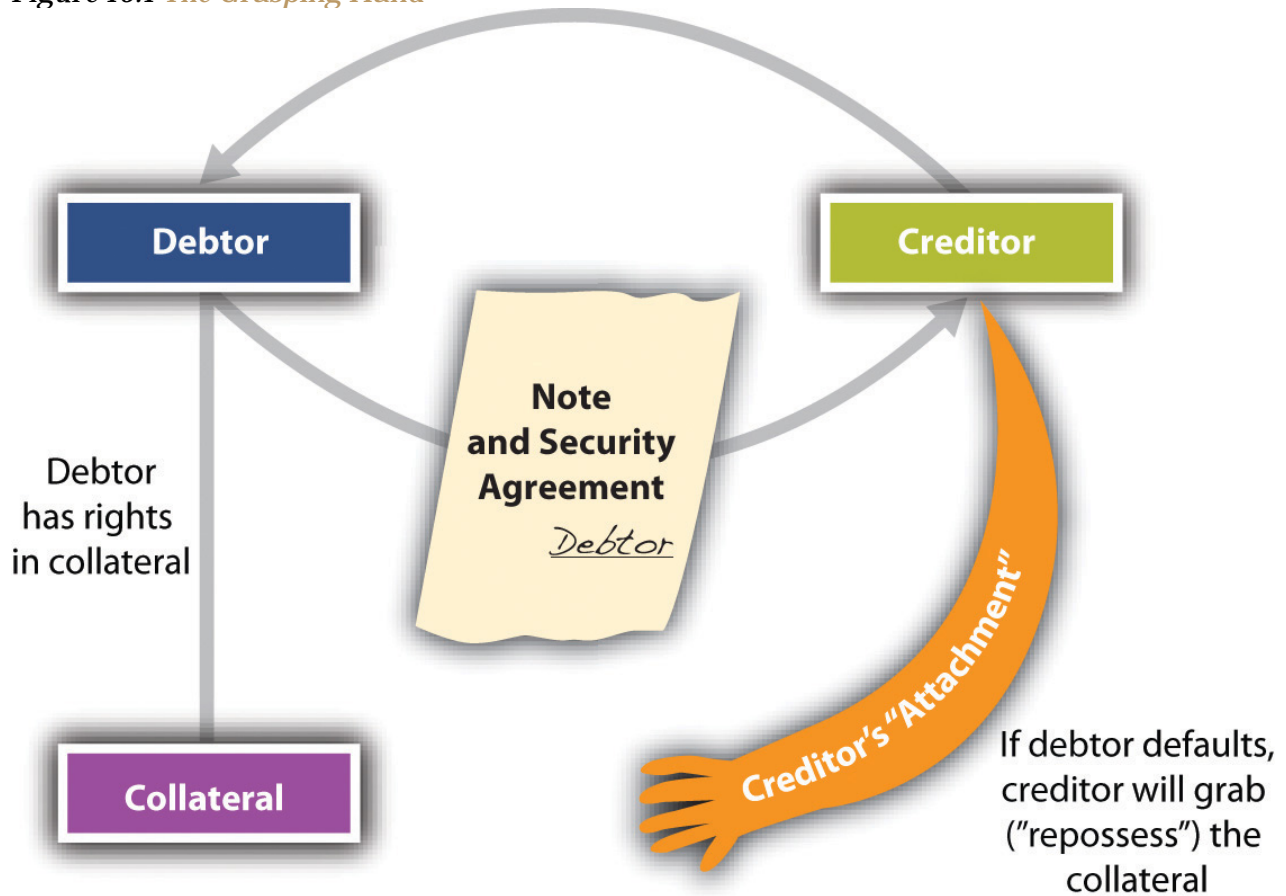 Debtor
Creditor
Note
and Security
Agreement
Debtor
Debtor
has rights
in collateral
Collateral
Creditor's "Attachment"
If debtor defaults,
creditor will grab
("repossess") the
collateral